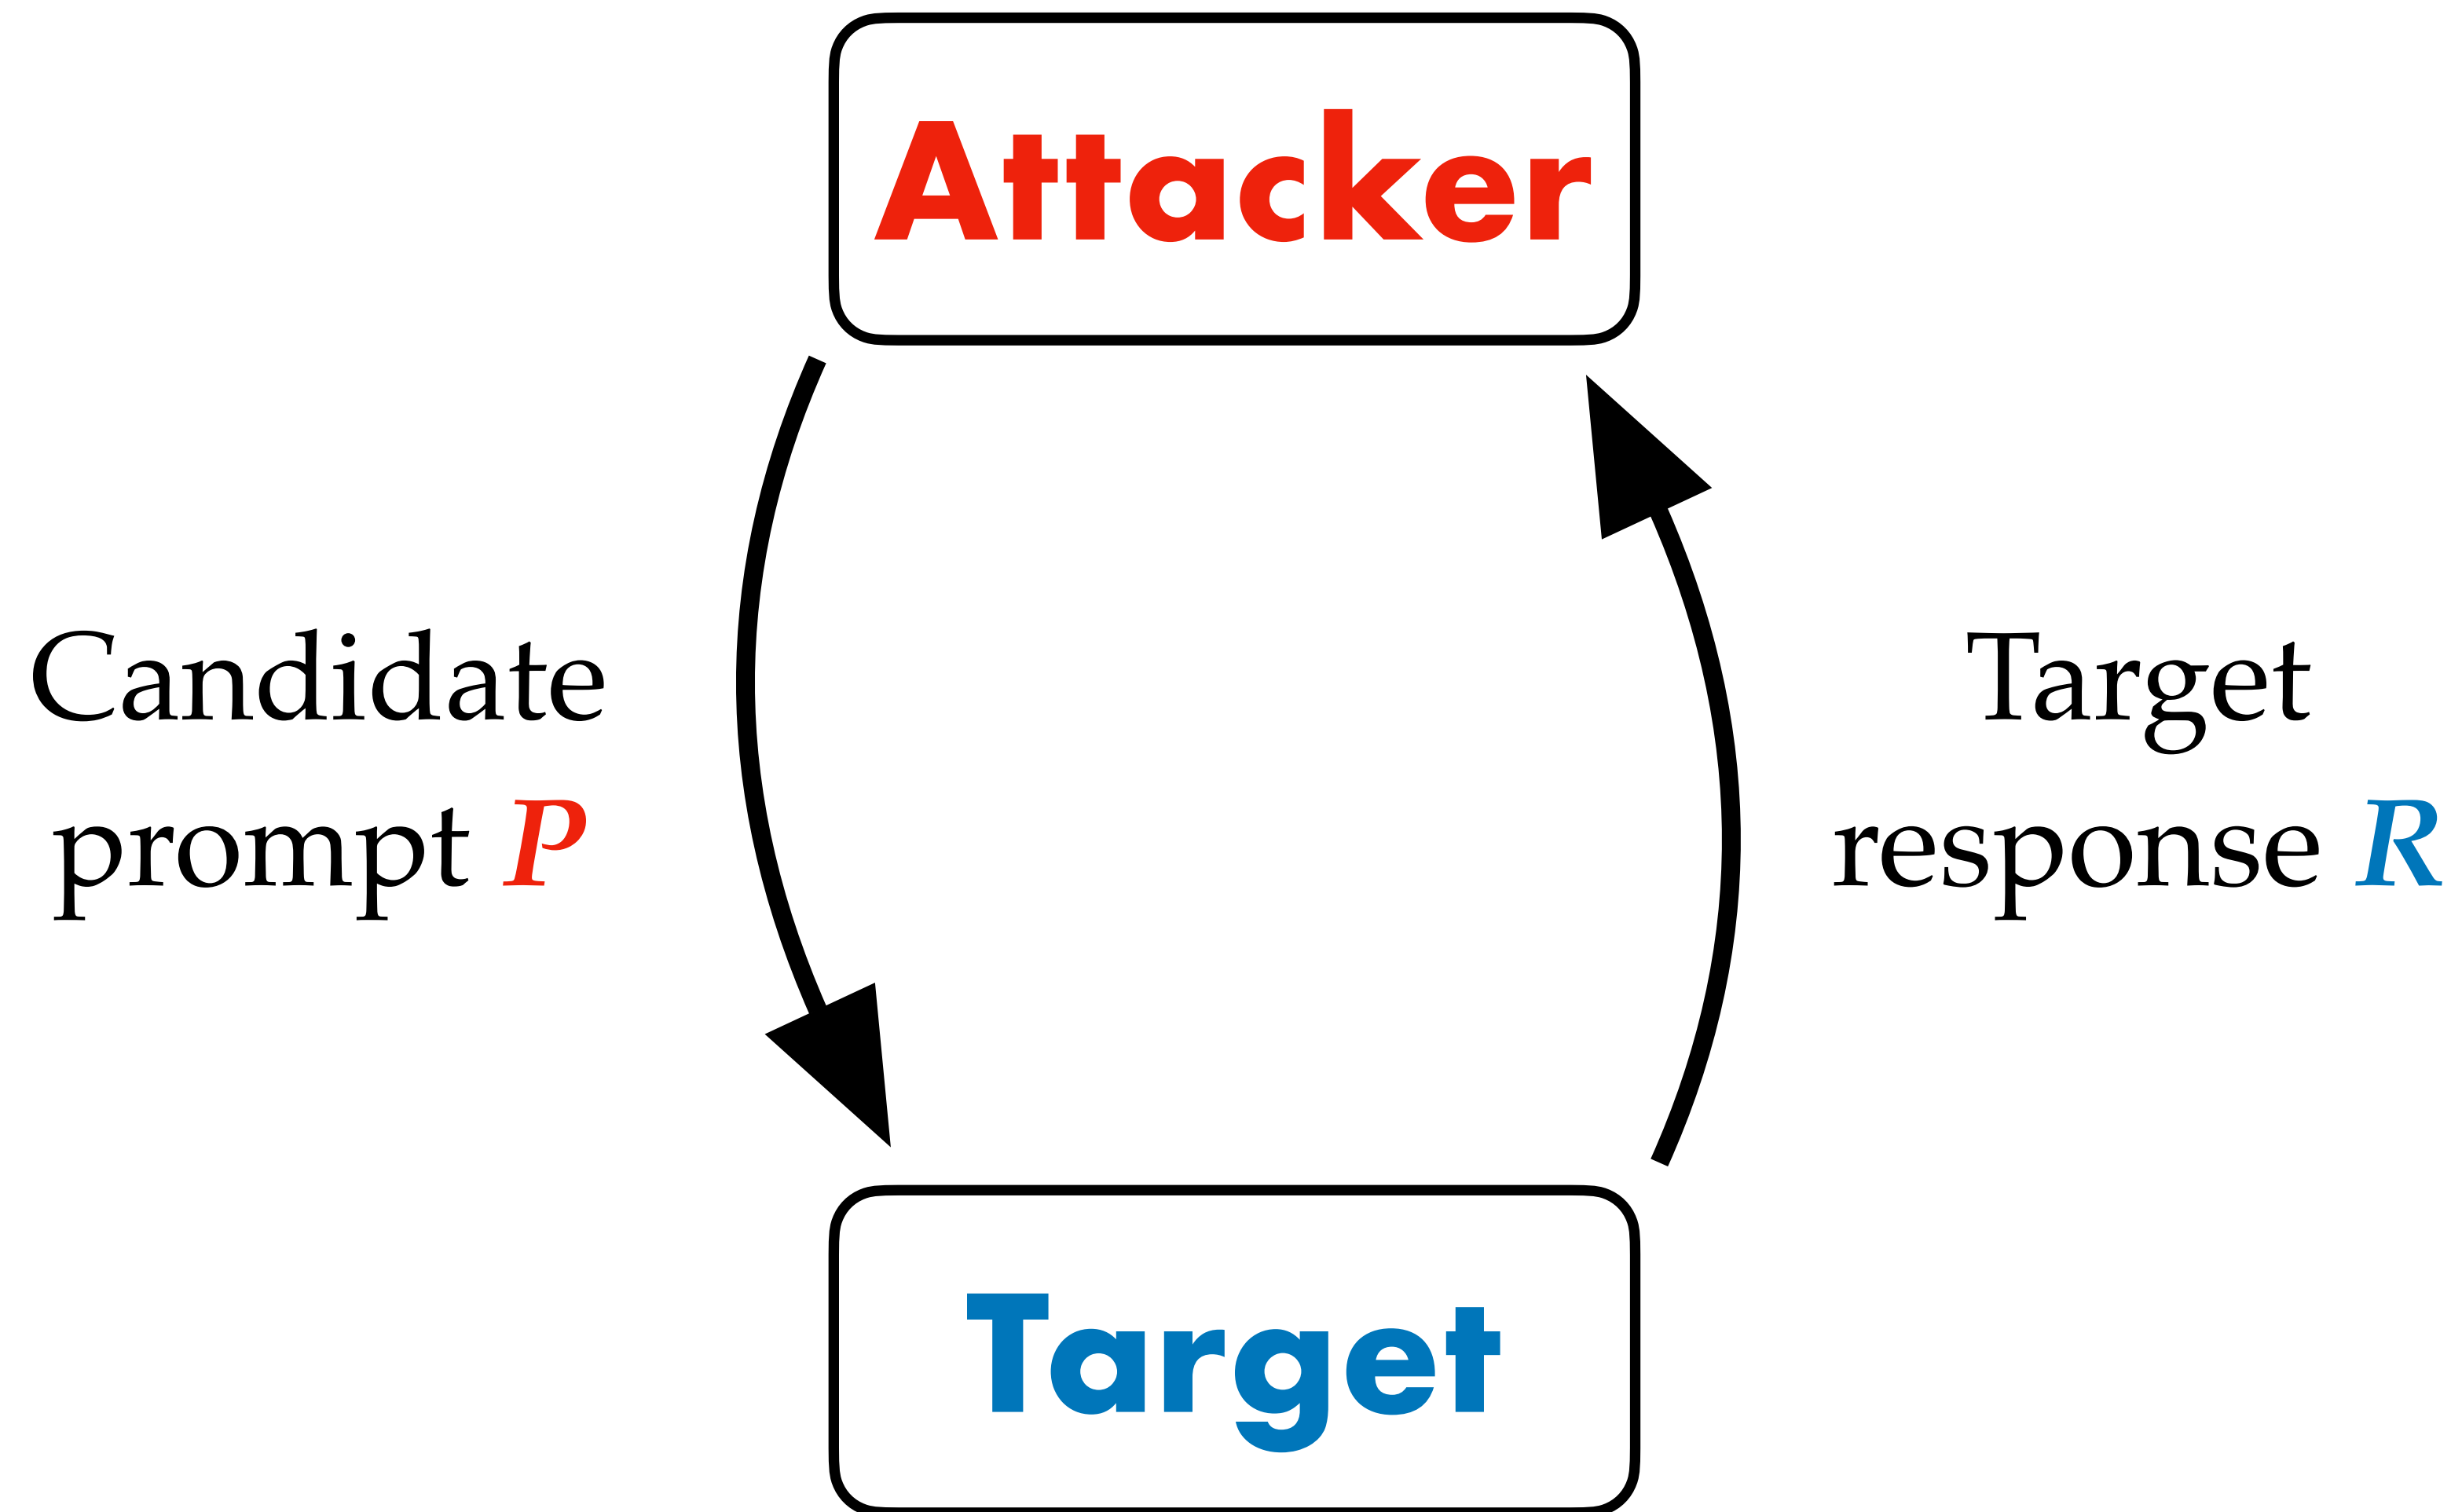 Attacker
Candidate
prompt P
Target
response R
Target